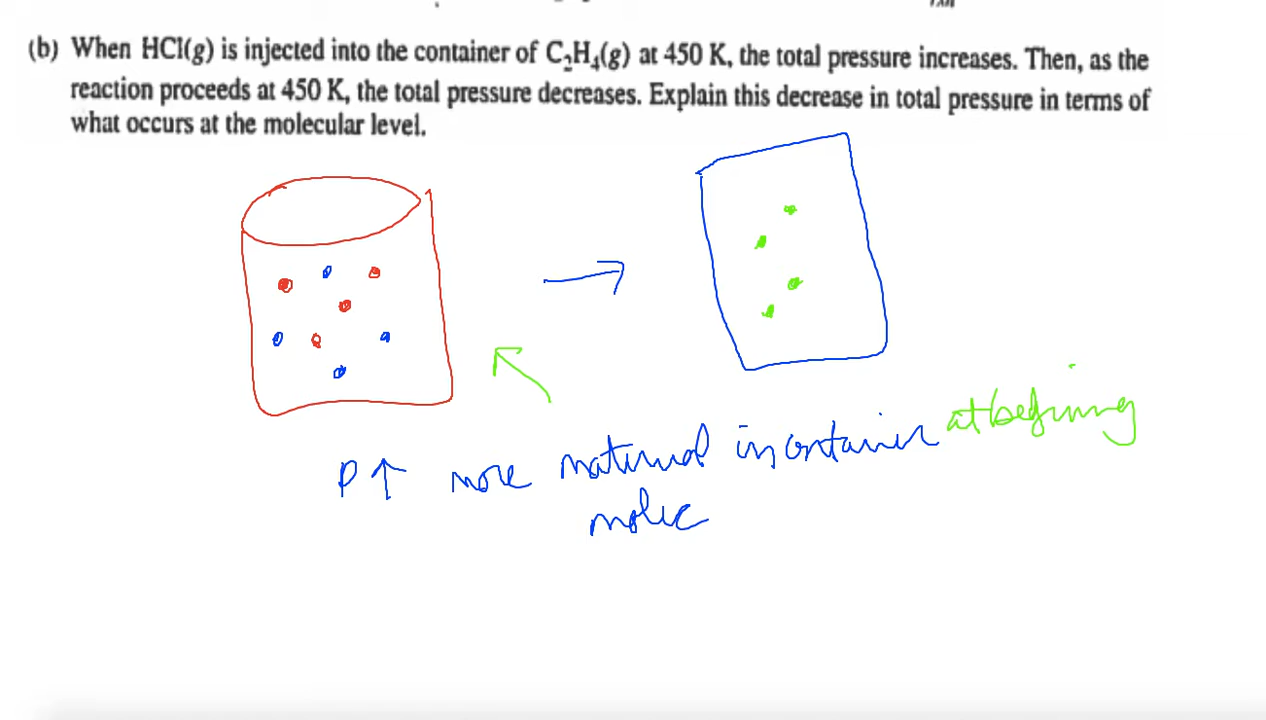 (b) When HCl(g) is injected into the container of C₂H₄(g) at 450 K, the total pressure increases. Then, as the
reaction proceeds at 450 K, the total pressure decreases. Explain this decrease in total pressure in terms of
what occurs at the molecular level.
at begining
P↑ more material in container
molec